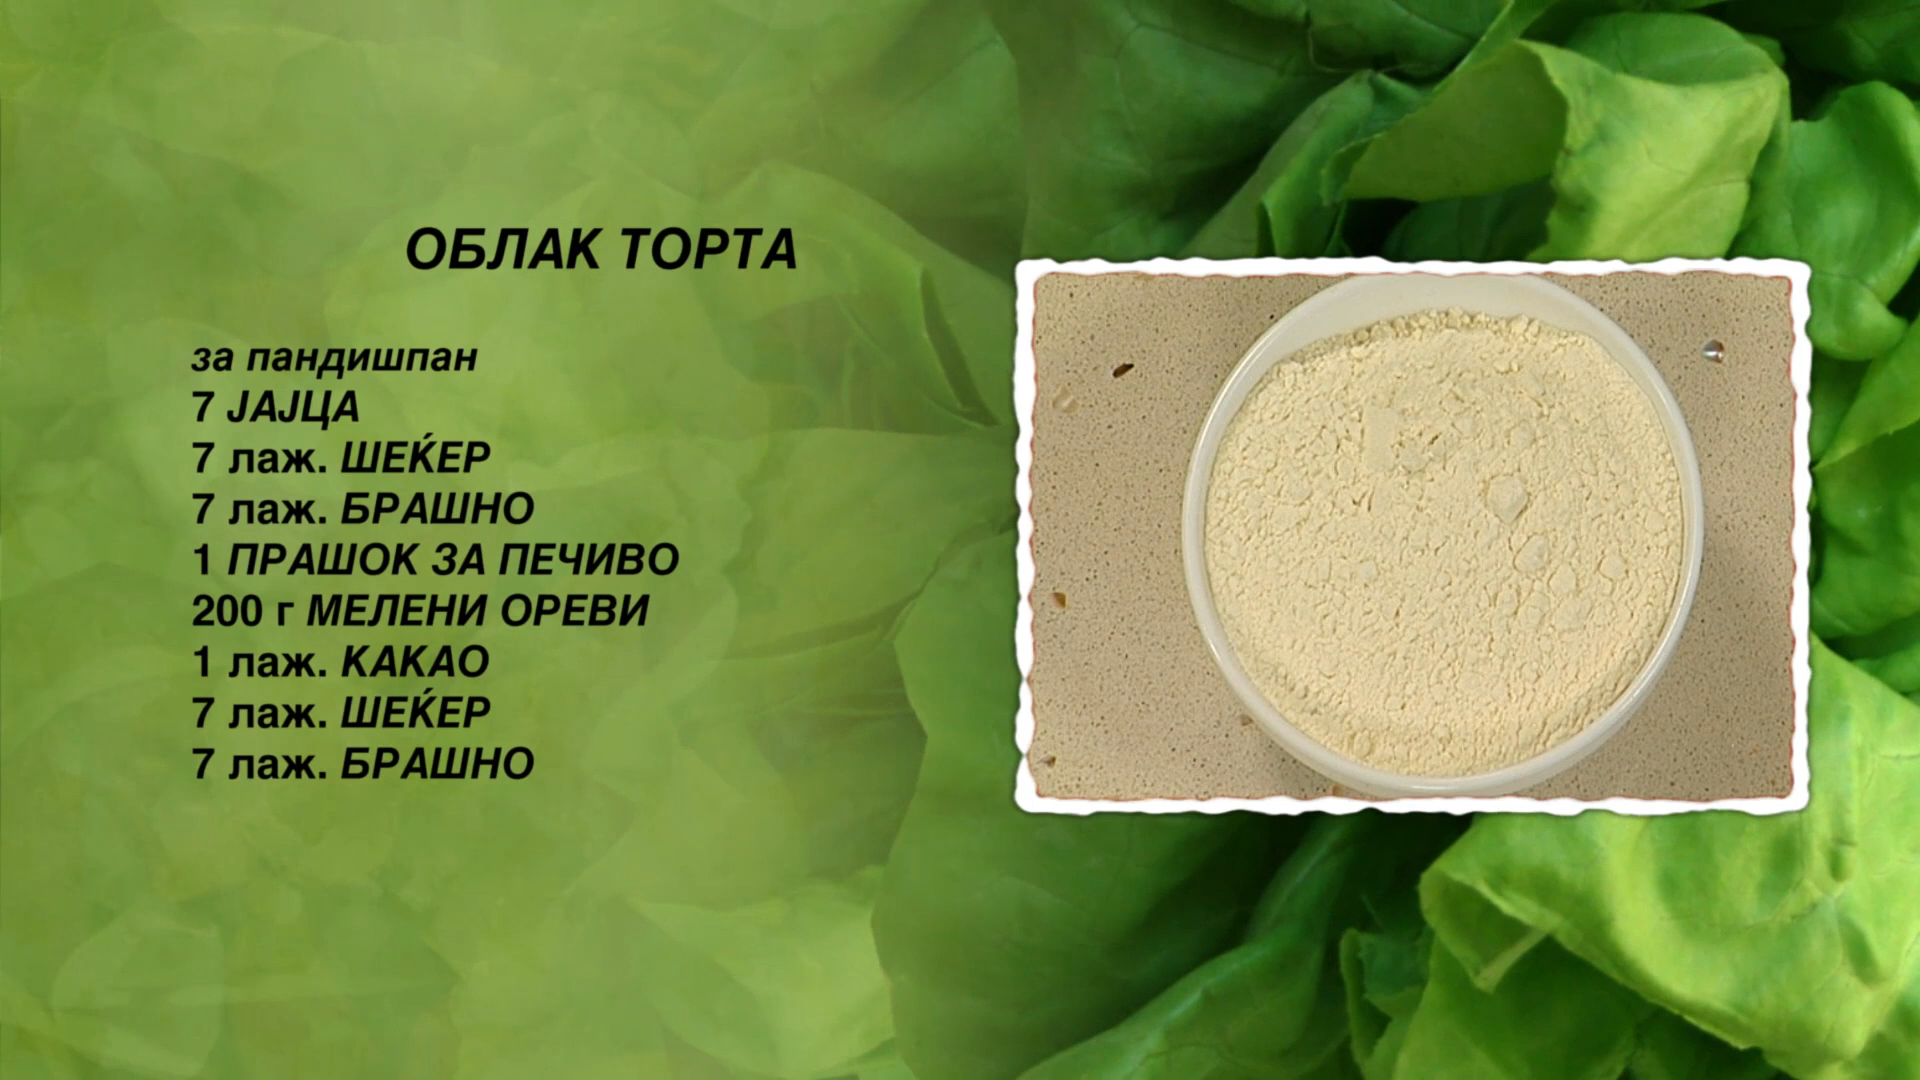 ОБЛАК ТОРТА
за пандишпан
7 ЈАЈЦА
7 лаж. ШЕЌЕР
7 лаж. БРАШНО
1 ПРАШОК ЗА ПЕЧИВО
200 г МЕЛЕНИ ОРЕВИ
1 лаж. КАКАО
7 лаж. ШЕЌЕР
7 лаж. БРАШНО